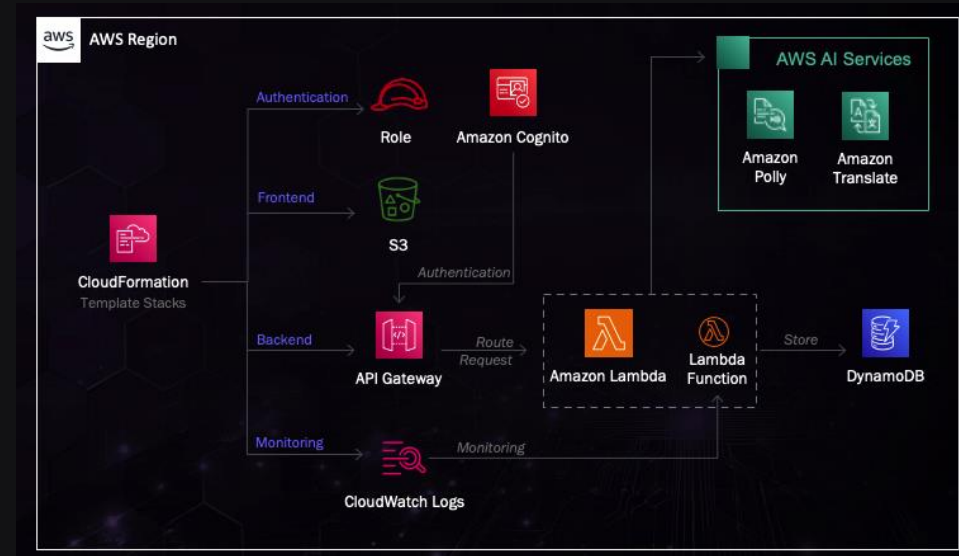 aws
AWS Region
AWS AI Services
Authentication
Role
Amazon Cognito
Amazon
Polly
Amazon
Translate
Frontend
S3
CloudFormation
Template Stacks
Authentication
Backend
API Gateway
Route
Request
Amazon Lambda
Lambda
Function
Store
DynamoDB
Monitoring
Monitoring
CloudWatch Logs